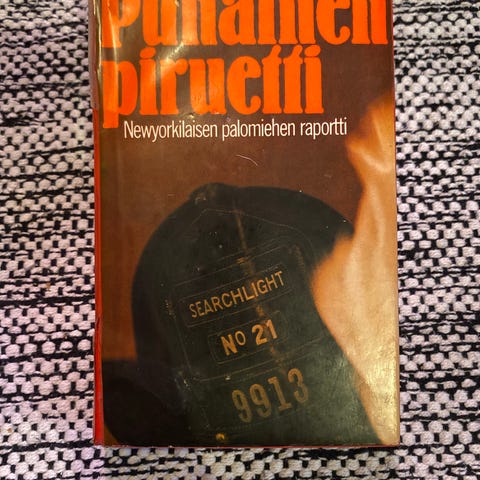 Punainen
piruetti
Newyorkilaisen palomiehen raportti
SEARCHLIGHT
NO 21
9913